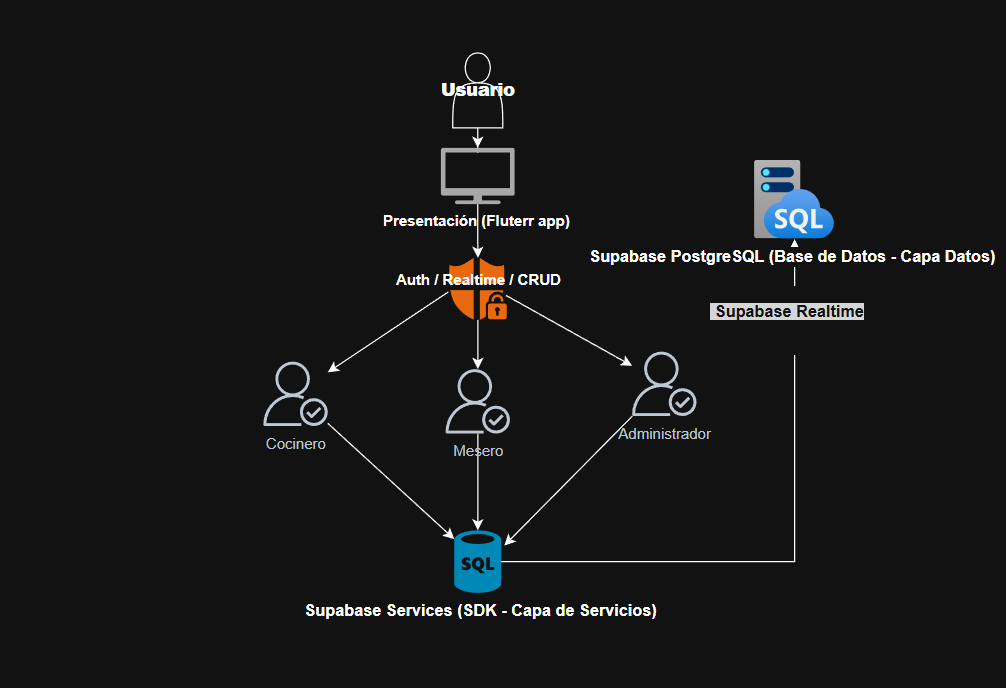 Usuario
Presentación (Fluterr app)
SQL
Supabase PostgreSQL (Base de Datos - Capa Datos)
Auth / Realtime / CRUD
Supabase Realtime
Cocinero
Mesero
Administrador
SQL
Supabase Services (SDK - Capa de Servicios)